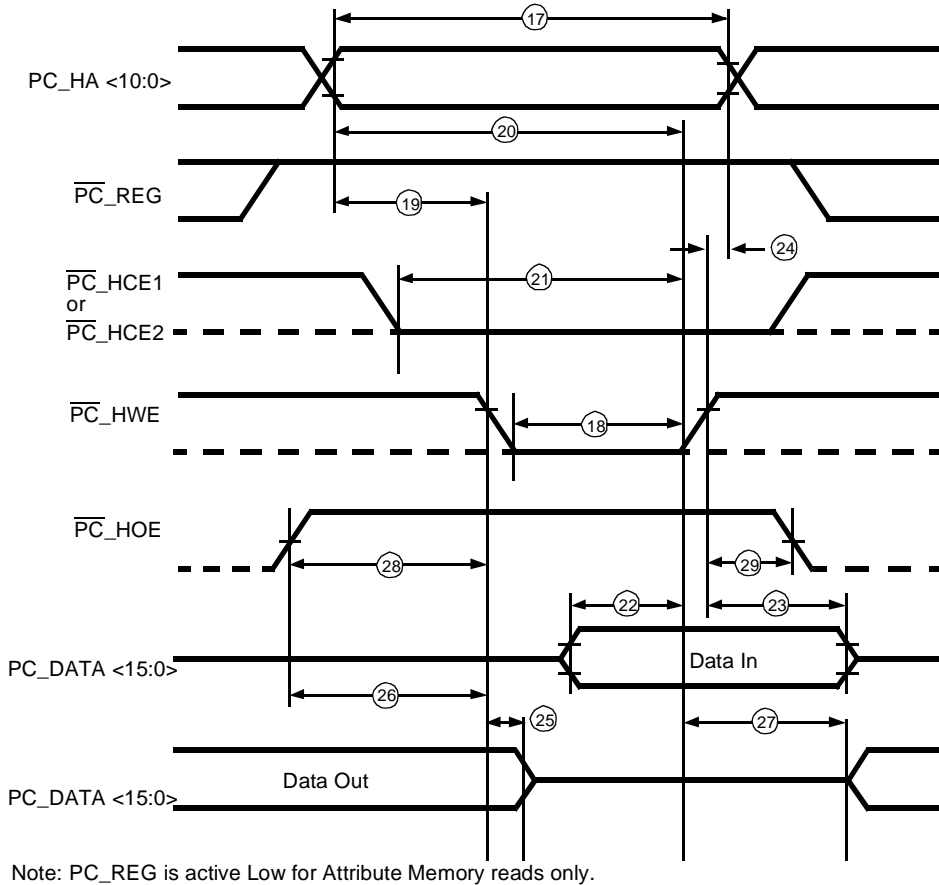 17
PC_HA <10:0>
20
PC_REG
19
24
PC_HCE1
or
PC_HCE2
21
PC_HWE
18
PC_HOE
28
29
22
23
PC_DATA <15:0>
Data In
26
25
27
Data Out
PC_DATA <15:0>
Note: PC_REG is active Low for Attribute Memory reads only.